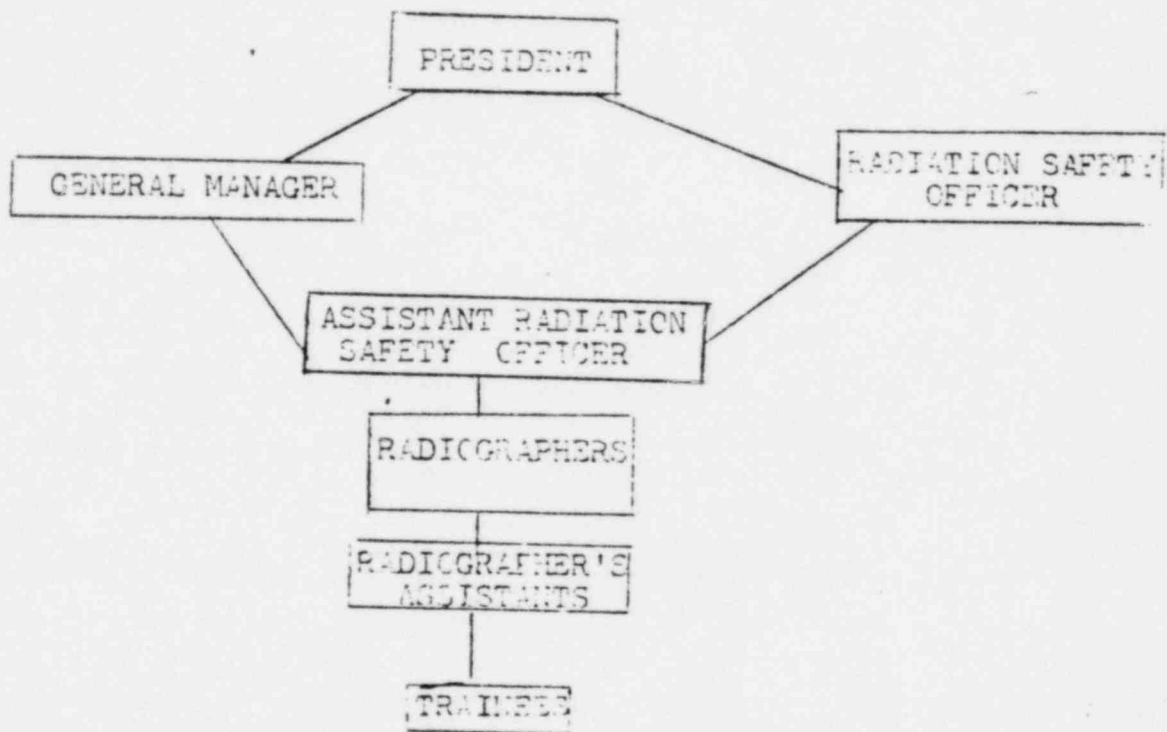 PRESIDENT
GENERAL MANAGER
RADIATION SAFETY
OFFICER
ASSISTANT RADIATION
SAFETY OFFICER
RADIOGRAPHERS
RADIOGRAPHER'S
ASSISTANTS
TRAINEES